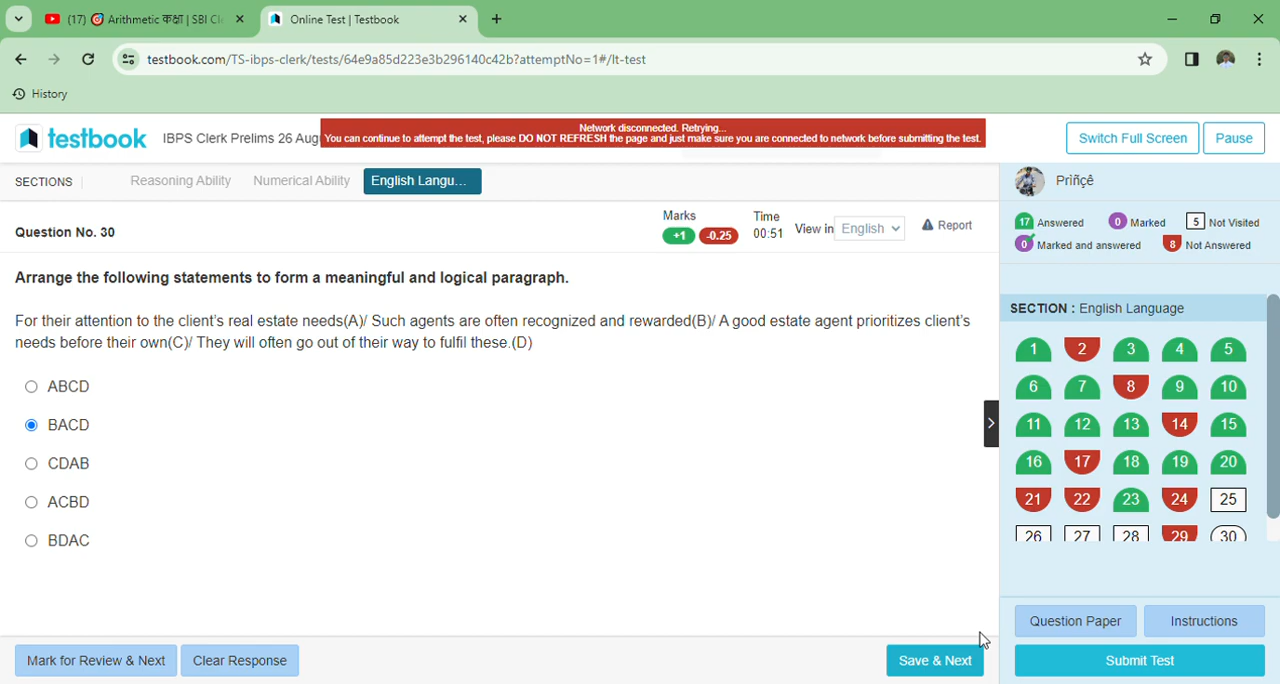 (17) 🎯 Arithmetic कक्षा | SBI Cl
Online Test | Testbook
testbook.com/TS-ibps-clerk/tests/64e9a85d223e3b296140c42b?attemptNo=1#/lt-test
History
testbook
IBPS Clerk Prelims 26 Aug
Network disconnected. Retrying...
You can continue to attempt the test, please DO NOT REFRESH the page and just make sure you are connected to network before submitting the test.
Switch Full Screen
Pause
SECTIONS
Reasoning Ability
Numerical Ability
English Langu...
Prïñçê
Question No. 30
Marks
+1 -0.25
Time
00:51
View in English
Report
17 Answered
0 Marked
5 Not Visited
0 Marked and answered
8 Not Answered
Arrange the following statements to form a meaningful and logical paragraph.
For their attention to the client's real estate needs(A)/ Such agents are often recognized and rewarded(B)/ A good estate agent prioritizes client's
needs before their own(C)/ They will often go out of their way to fulfil these.(D)
ABCD
BACD
CDAB
ACBD
BDAC
SECTION : English Language
1 2 3 4 5
6 7 8 9 10
11 12 13 14 15
16 17 18 19 20
21 22 23 24 25
26 27 28 29 30
Question Paper
Instructions
Mark for Review & Next
Clear Response
Save & Next
Submit Test